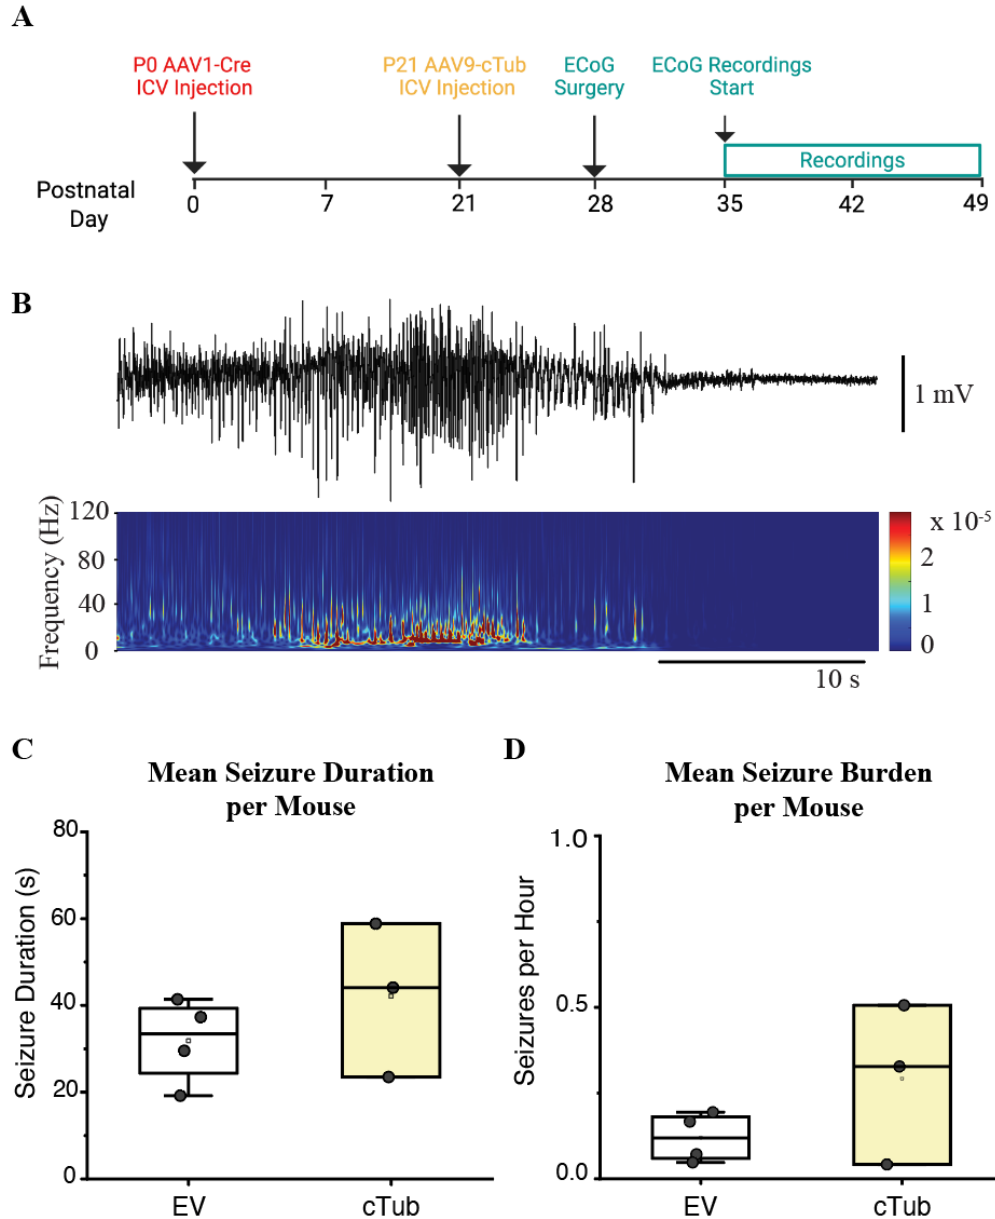 A
P0 AAV1-Cre
ICV Injection
P21 AAV9-cTub
ICV Injection
ECoG
Surgery
ECoG Recordings
Start
Recordings
Postnatal
Day
0 7 21 28 35 42 49
B
1 mV
Frequency (Hz)
120
80
40
0
x 10-5
2
1
0
10 s
C
Mean Seizure Duration
per Mouse
Seizure Duration (s)
80
60
40
20
0
EV cTub
D
Mean Seizure Burden
per Mouse
Seizures per Hour
1.0
0.5
0.0
EV cTub